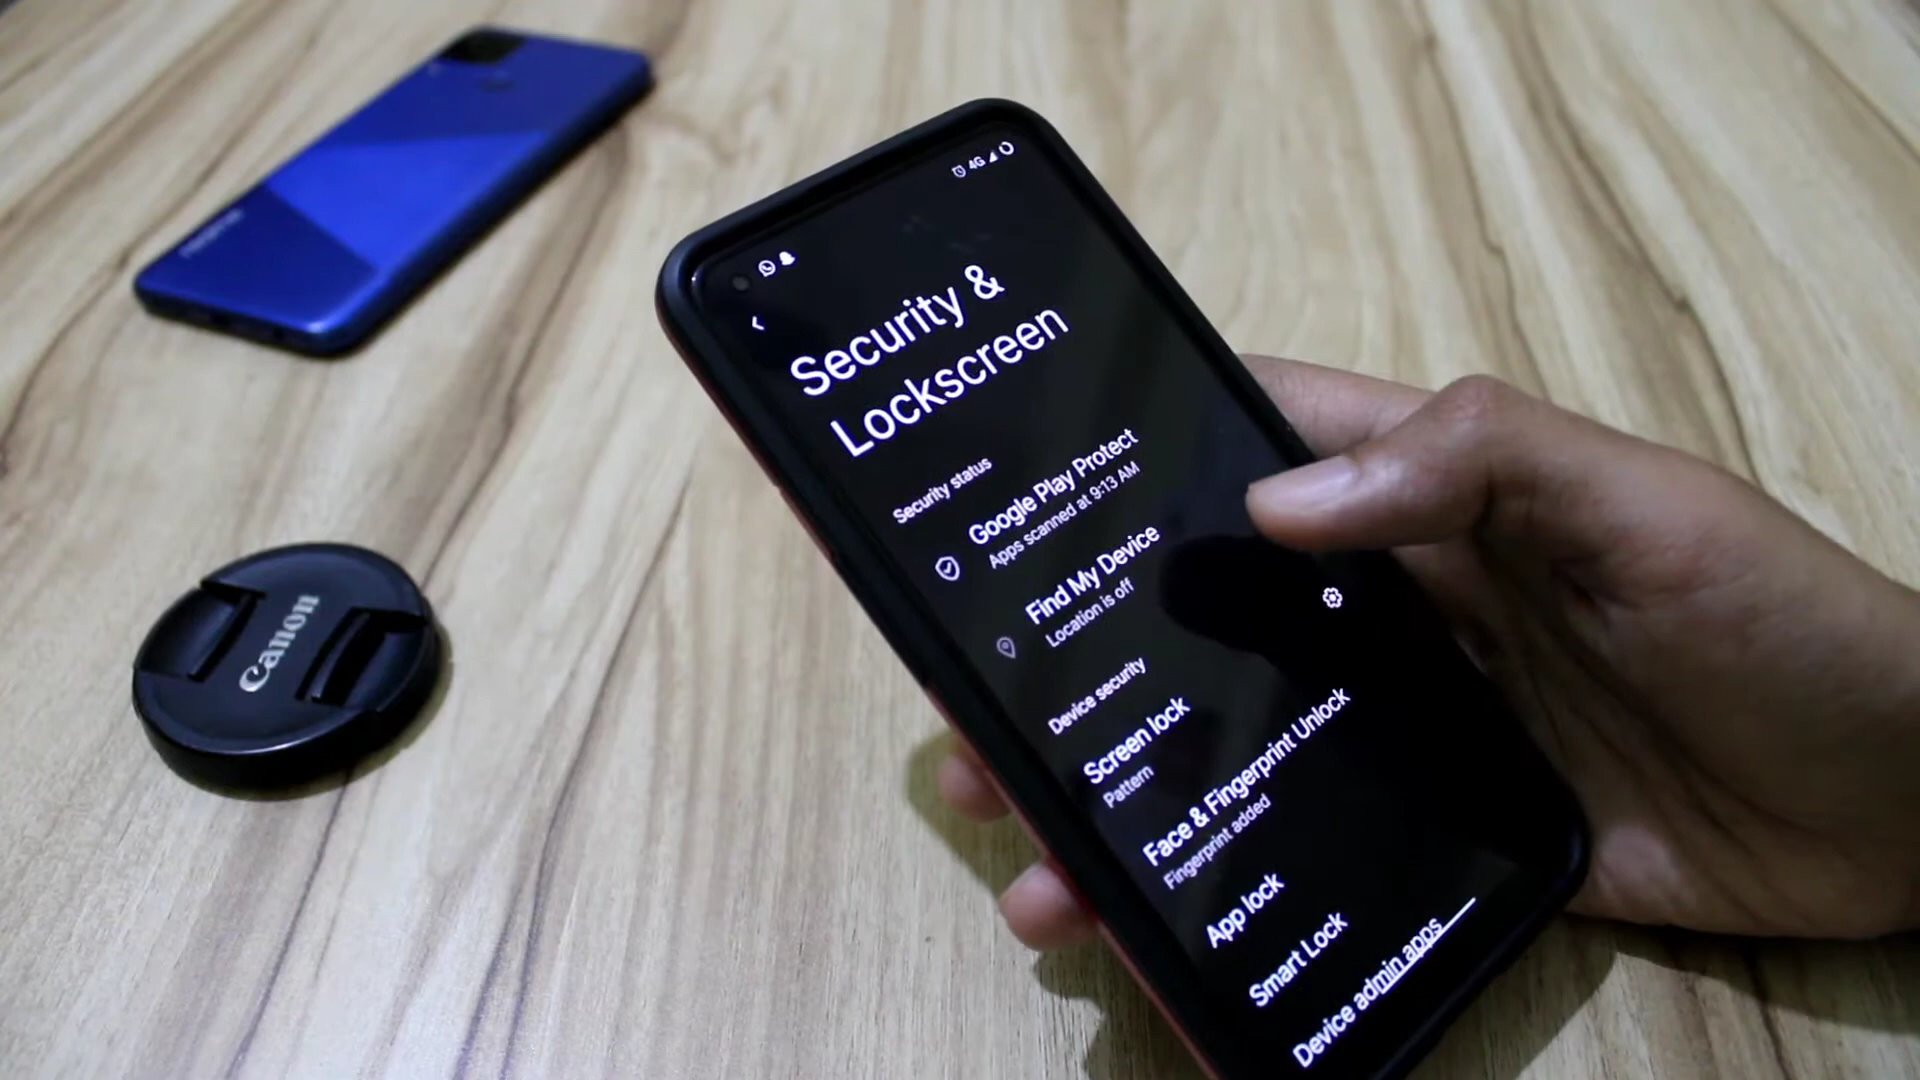 4G
Security &
Lockscreen
Security status
Google Play Protect
Apps scanned at 9:13 AM
Find My Device
Location is off
Device security
Screen lock
Pattern
Face & Fingerprint Unlock
Fingerprint added
App lock
Smart Lock
Device admin apps
Canon